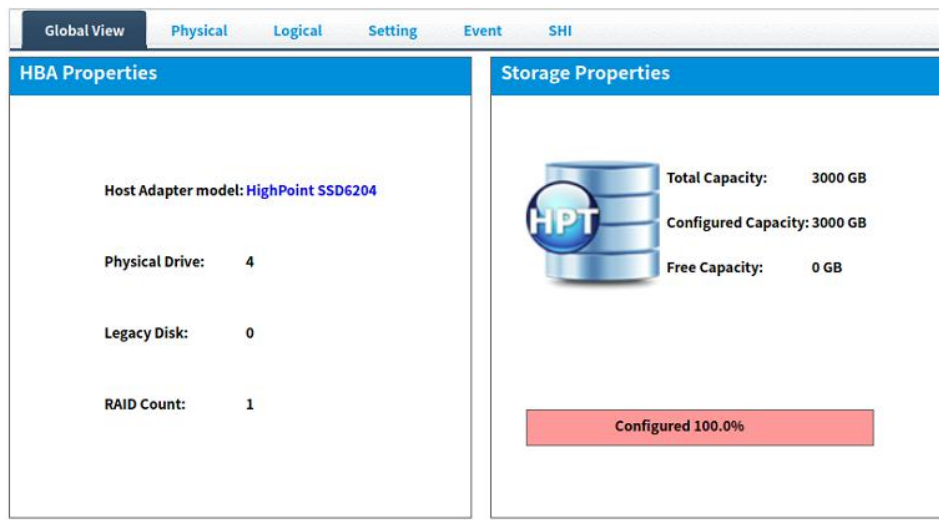 Global View Physical Logical Setting Event SHI
HBA Properties
Host Adapter model: HighPoint SSD6204
Physical Drive: 4
Legacy Disk: 0
RAID Count: 1
Storage Properties
HPT
Total Capacity: 3000 GB
Configured Capacity: 3000 GB
Free Capacity: 0 GB
Configured 100.0%